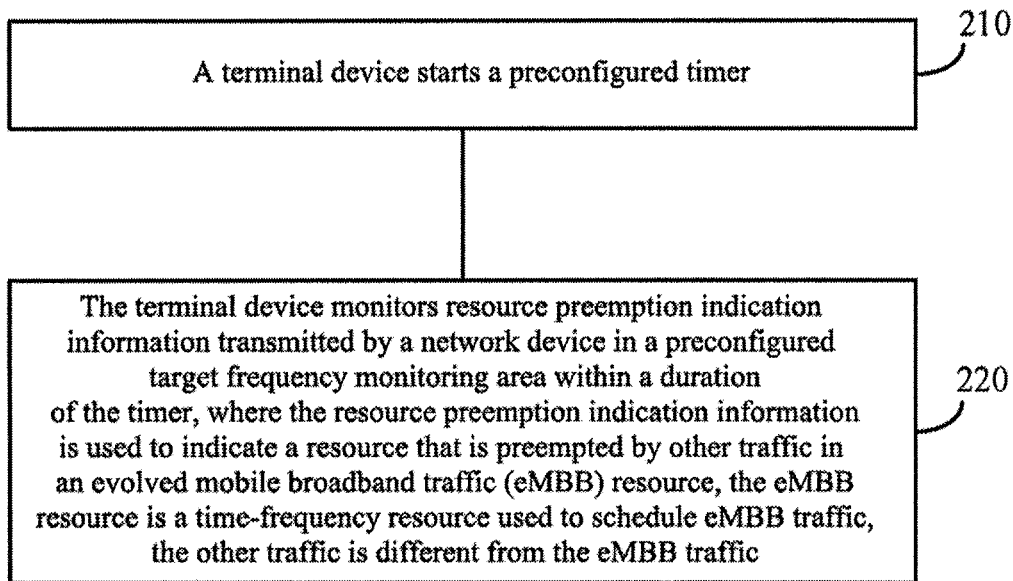 210
A terminal device starts a preconfigured timer
The terminal device monitors resource preemption indication
information transmitted by a network device in a preconfigured
target frequency monitoring area within a duration
of the timer, where the resource preemption indication information
is used to indicate a resource that is preempted by other traffic in
an evolved mobile broadband traffic (eMBB) resource, the eMBB
resource is a time-frequency resource used to schedule eMBB traffic,
the other traffic is different from the eMBB traffic
220